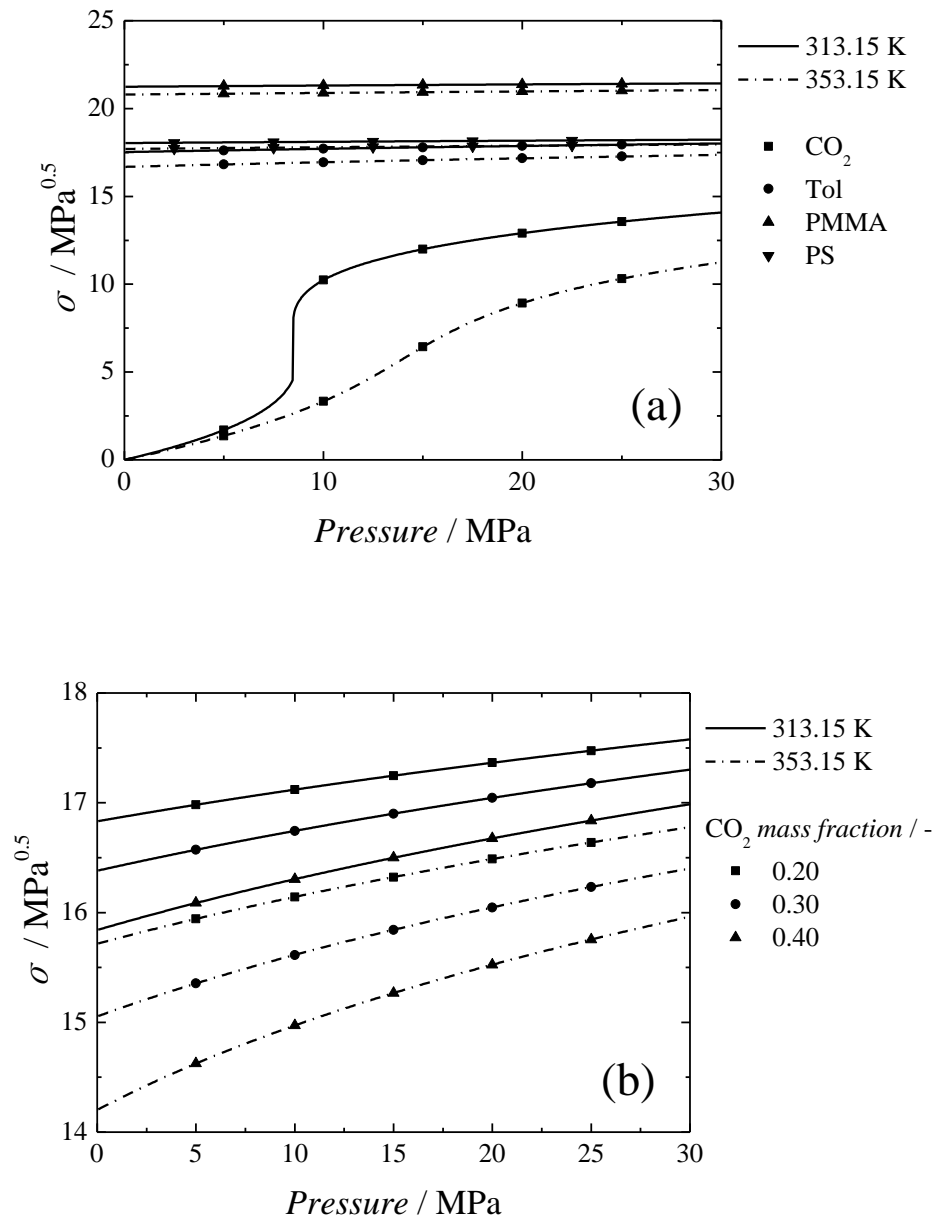 25
20
15
10
5
0
σ / MPa^0.5
0 10 20 30
Pressure / MPa
(a)
313.15 K
353.15 K
CO₂
Tol
PMMA
PS
18
17
16
15
14
σ / MPa^0.5
0 5 10 15 20 25 30
Pressure / MPa
(b)
313.15 K
353.15 K
CO₂ mass fraction / -
0.20
0.30
0.40